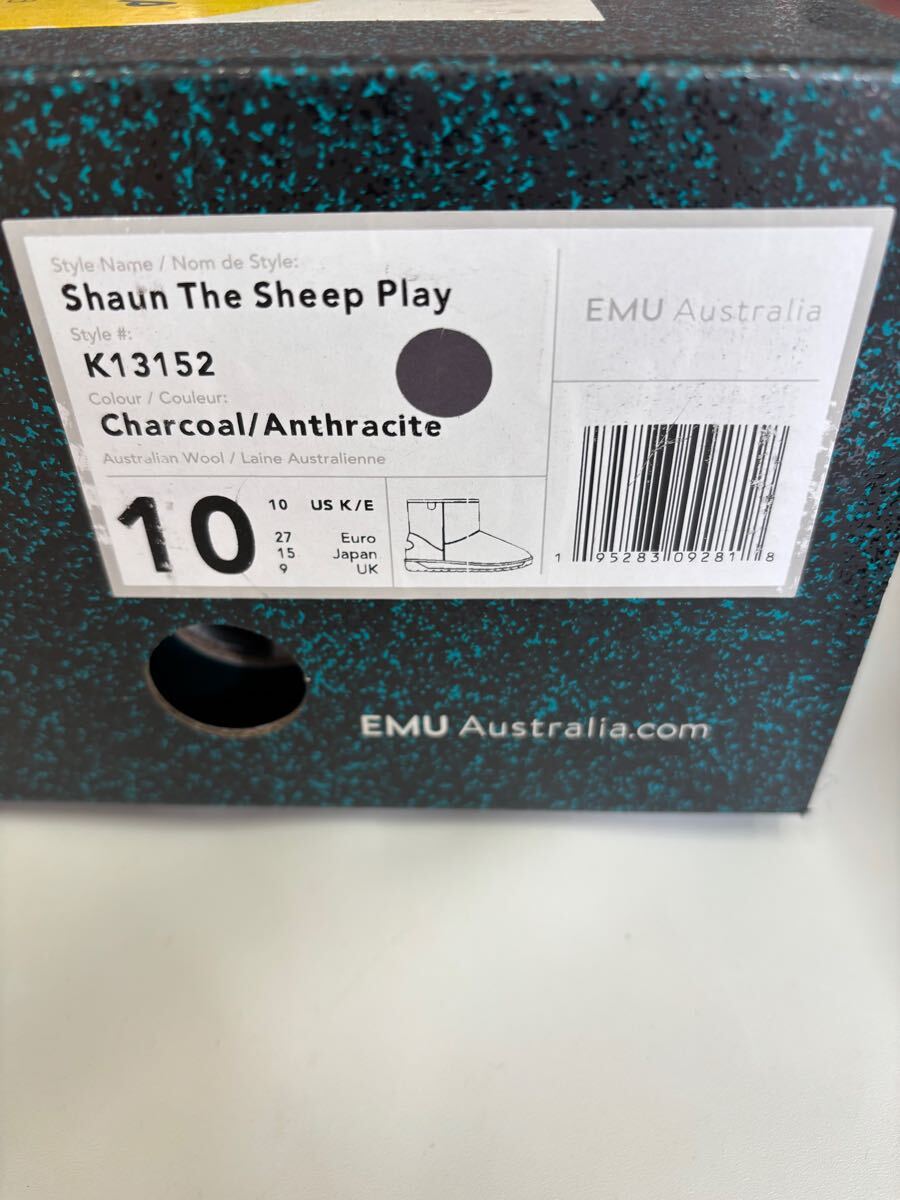 Style Name / Nom de Style:
Shaun The Sheep Play
Style #:
K13152
Colour / Couleur:
Charcoal/Anthracite
Australian Wool / Laine Australienne
10
10 US K/E
27 Euro
15 Japan
9 UK
EMU Australia
1 95283 09281 8
EMU Australia.com